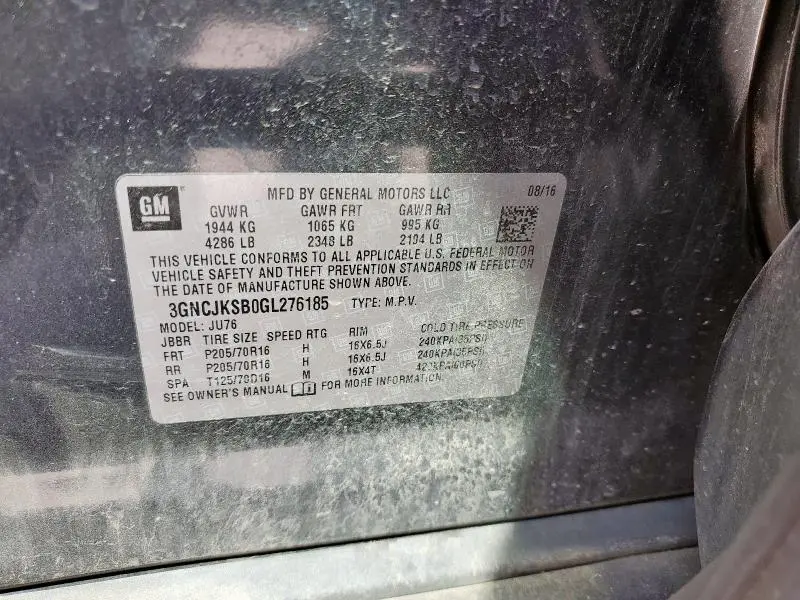 GM MFD BY GENERAL MOTORS LLC 08/16
GVWR GAWR FRT GAWR RR
1944 KG 1065 KG 995 KG
4286 LB 2348 LB 2194 LB
THIS VEHICLE CONFORMS TO ALL APPLICABLE U.S. FEDERAL MOTOR
VEHICLE SAFETY AND THEFT PREVENTION STANDARDS IN EFFECT ON
THE DATE OF MANUFACTURE SHOWN ABOVE.
3GNCJKSB0GL276185 TYPE: M.P.V.
MODEL: JU76
JBBR TIRE SIZE SPEED RTG RIM COLD TIRE PRESSURE
FRT P205/70R16 H 16X6.5J 240KPA(35PSI)
RR P205/70R16 H 16X6.5J 240KPA(35PSI)
SPA T125/70D16 M 16X4T 420KPA(60PSI)
SEE OWNER'S MANUAL FOR MORE INFORMATION.